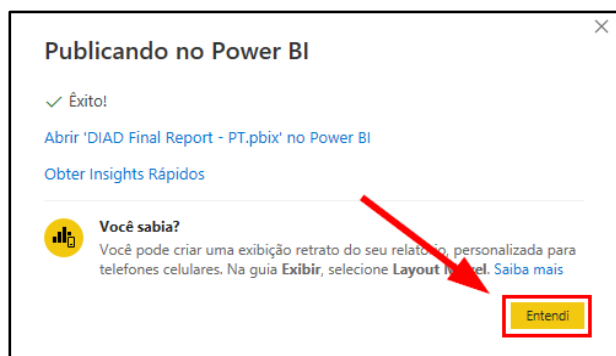 Publicando no Power BI
Êxito!
Abrir 'DIAD Final Report - PT.pbix' no Power BI
Obter Insights Rápidos
Você sabia?
Você pode criar uma exibição retrato do seu relatório, personalizada para
telefones celulares. Na guia Exibir, selecione Layout Saiba mais
Entendi